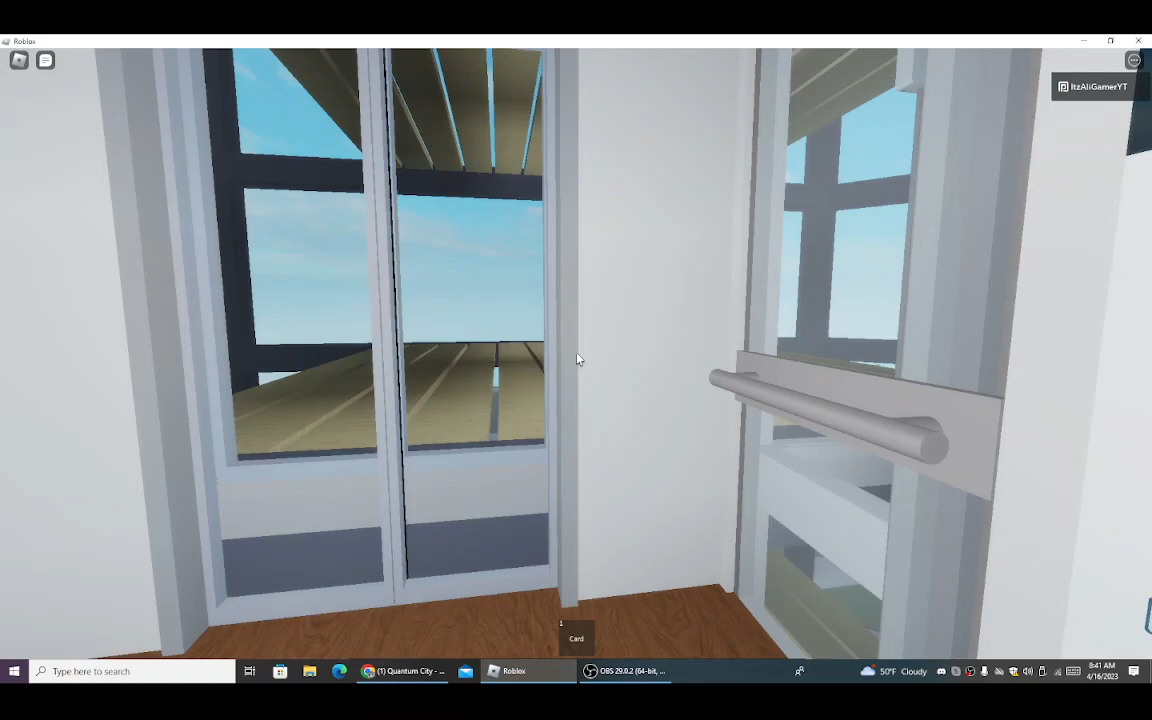 Roblox
ItzAliGamerYT
1
Card
Type here to search
(1) Quantum City - ...
Roblox
OBS 29.0.2 (64-bit, ...
50°F Cloudy
8:41 AM
4/16/2023